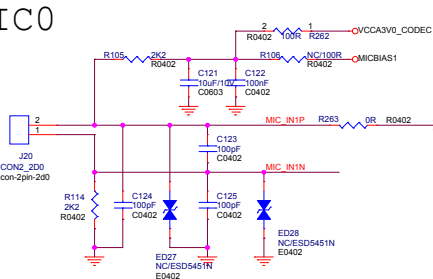 IC0
2
1
VCCA3V0_CODEC
100R
R262
R0402
R105
2K2
R0402
R106
NC/100R
R0402
MICBIAS1
C121
10uF/10V
C0603
C122
100nF
C0402
2
1
J20
CON2_2D0
con-2pin-2d0
MIC_IN1P
R263
0R
R0402
C123
100pF
C0402
MIC_IN1N
R114
2K2
R0402
C124
100pF
C0402
C125
100pF
C0402
ED27
NC/ESD5451N
E0402
ED28
NC/ESD5451N
E0402